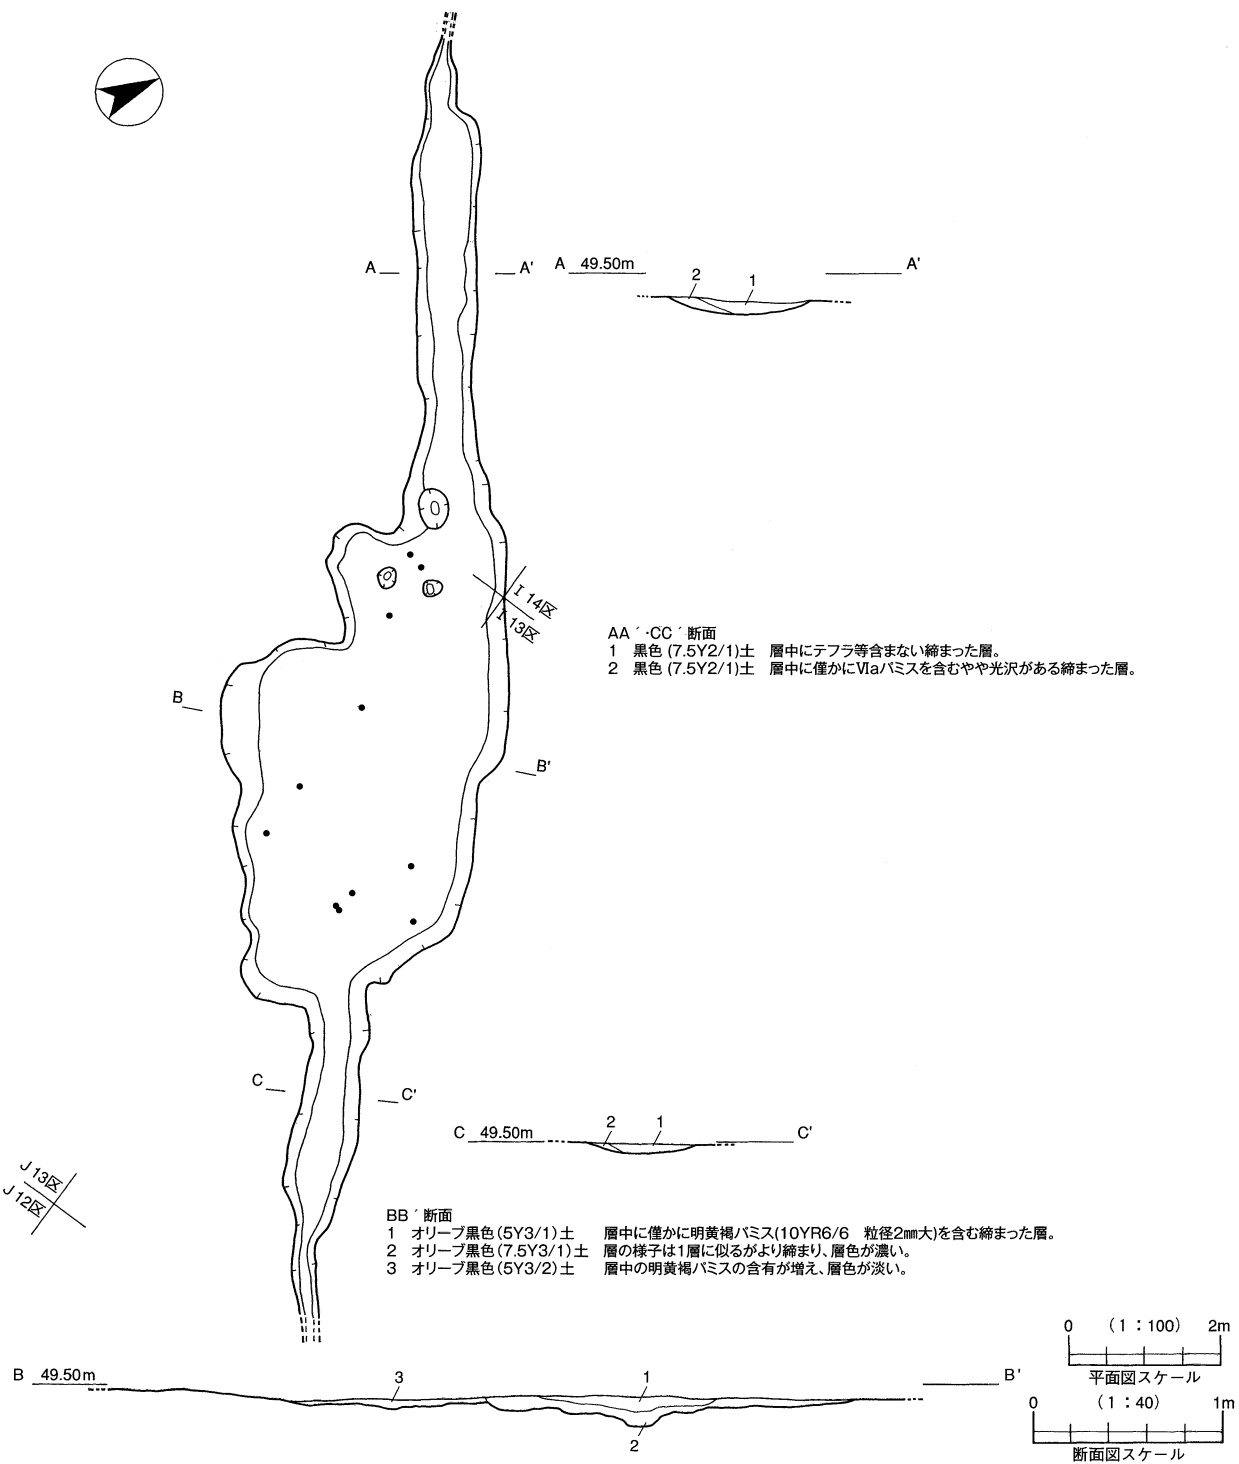 A
A'
A 49.50m
A'
2
1
I 14区
I 13区
AA´・CC´断面
1 黒色 (7.5Y2/1)土 層中にテフラ等含まない締まった層。
2 黒色 (7.5Y2/1)土 層中に僅かにⅥaパミスを含むやや光沢がある締まった層。
B
B'
C
C'
C 49.50m
C'
2
1
J 13区
J 12区
BB´断面
1 オリーブ黒色(5Y3/1)土 層中に僅かに明黄褐パミス(10YR6/6 粒径2㎜大)を含む締まった層。
2 オリーブ黒色(7.5Y3/1)土 層の様子は1層に似るがより締まり、層色が濃い。
3 オリーブ黒色(5Y3/2)土 層中の明黄褐パミスの含有が増え、層色が淡い。
0 (1:100) 2m
平面図スケール
B 49.50m
B'
3
1
2
0 (1:40) 1m
断面図スケール